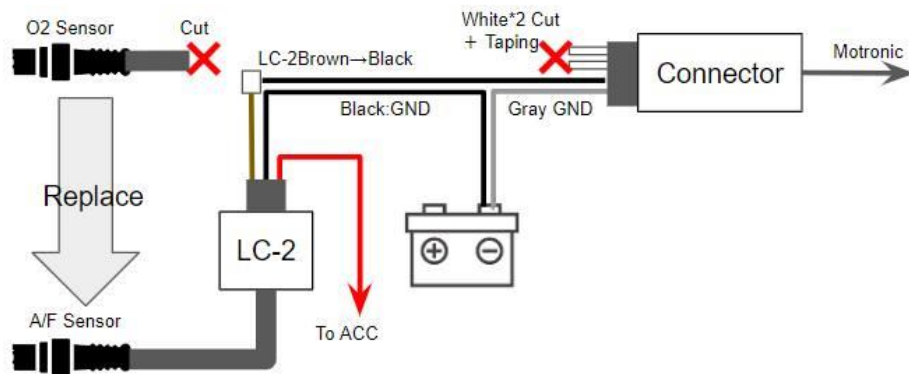 O2 Sensor
Cut
White*2 Cut
+ Taping
Motronic
Connector
LC-2Brown→Black
Black:GND
Gray GND
Replace
LC-2
A/F Sensor
To ACC